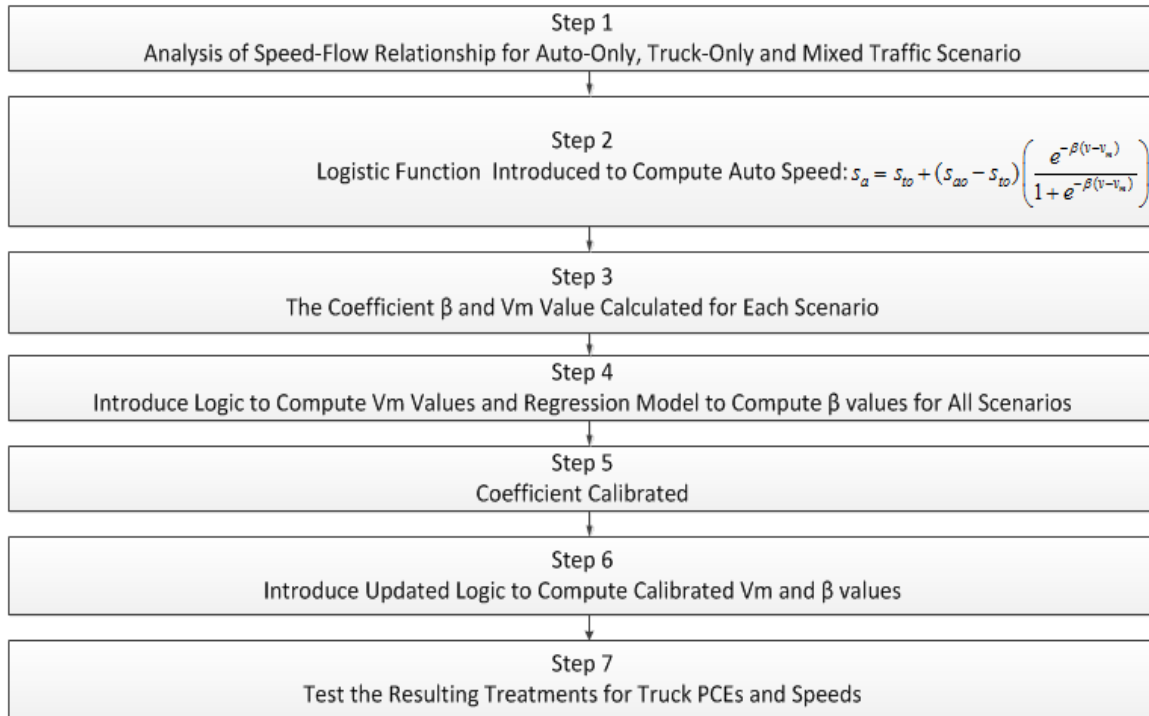 Step 1
Analysis of Speed-Flow Relationship for Auto-Only, Truck-Only and Mixed Traffic Scenario
Step 2
Logistic Function Introduced to Compute Auto Speed: s_a = s_to + (s_ao − s_to)(e^{−β(v−v_m)} / (1 + e^{−β(v−v_m)}))
Step 3
The Coefficient β and Vm Value Calculated for Each Scenario
Step 4
Introduce Logic to Compute Vm Values and Regression Model to Compute β values for All Scenarios
Step 5
Coefficient Calibrated
Step 6
Introduce Updated Logic to Compute Calibrated Vm and β values
Step 7
Test the Resulting Treatments for Truck PCEs and Speeds